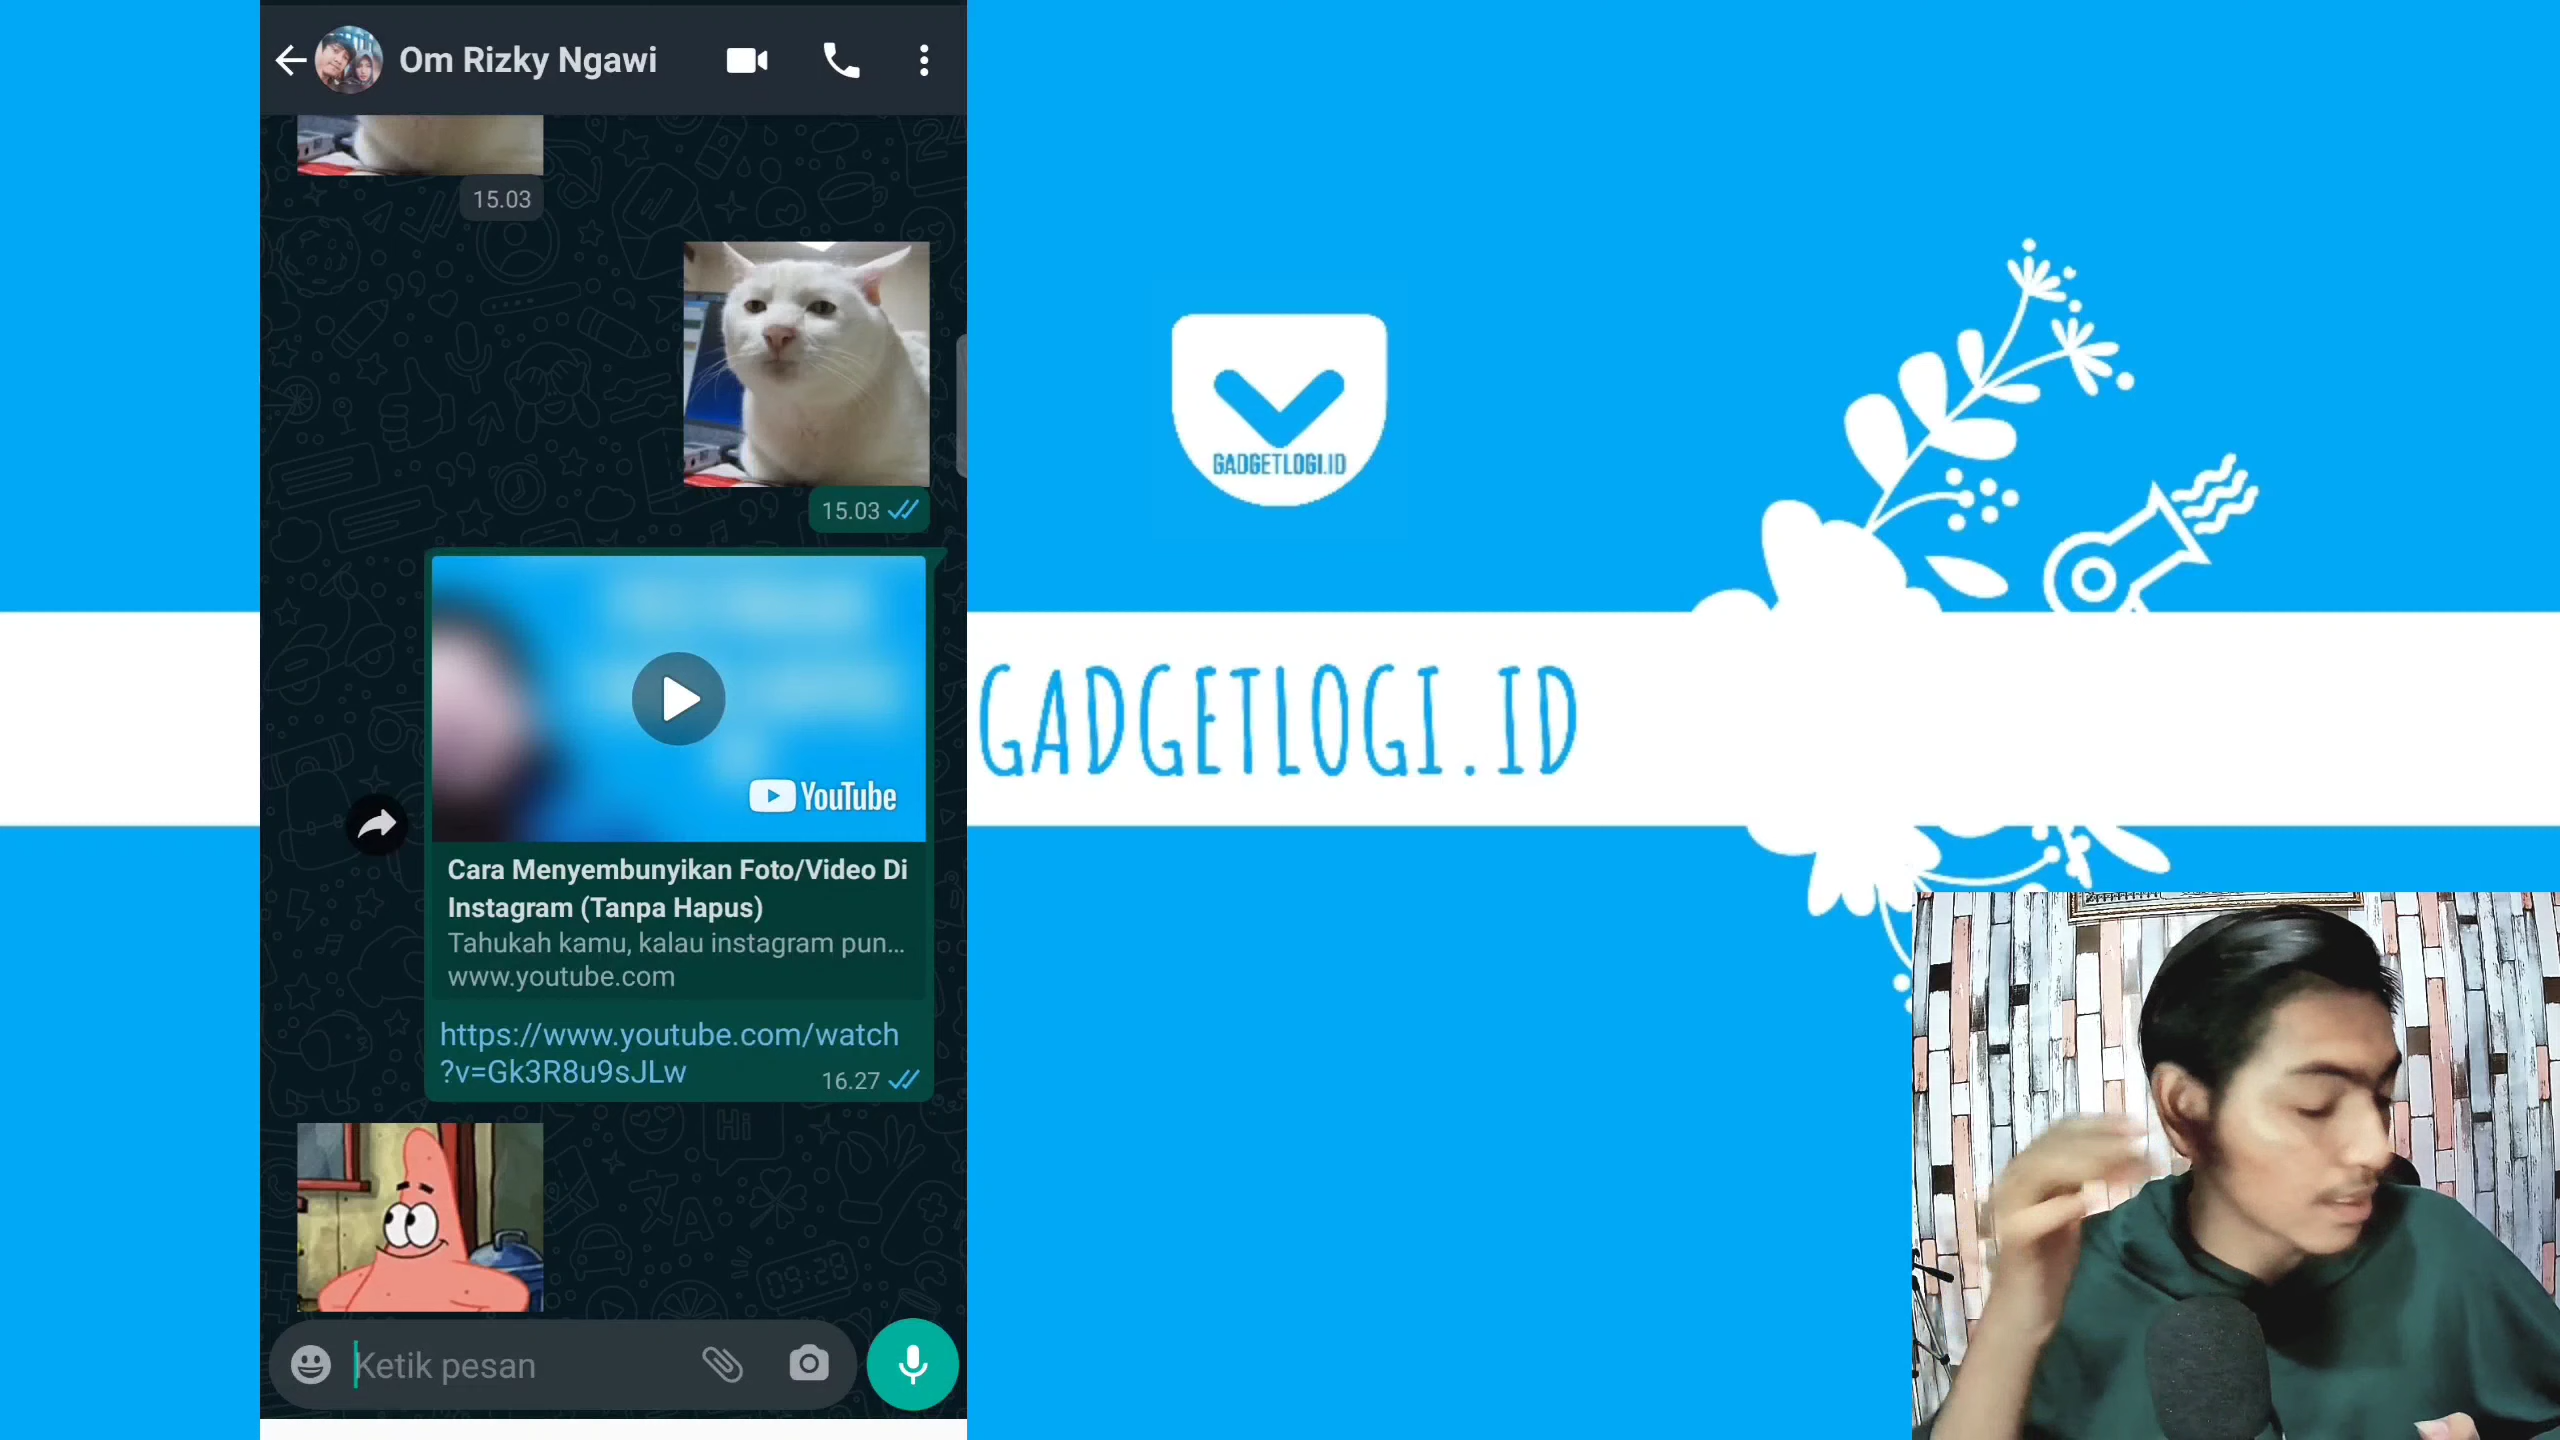 Om Rizky Ngawi
15.03
15.03
YouTube
Cara Menyembunyikan Foto/Video Di
Instagram (Tanpa Hapus)
Tahukah kamu, kalau instagram pun...
www.youtube.com
https://www.youtube.com/watch
?v=Gk3R8u9sJLw
16.27
Ketik pesan
GADGETLOGI.ID
GADGETLOGI.ID